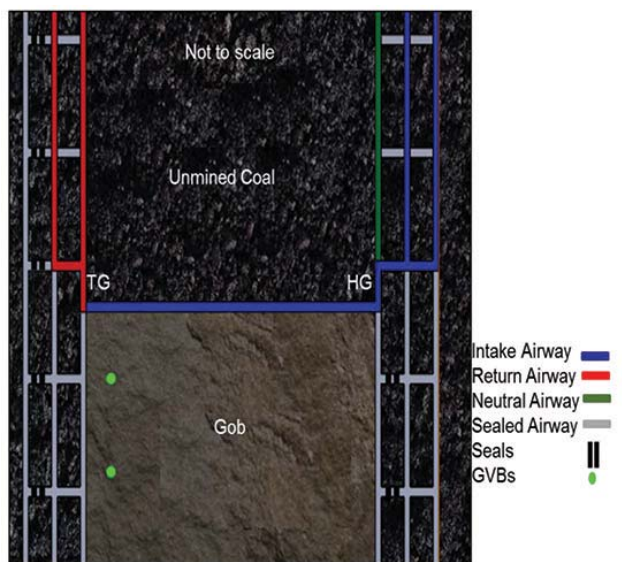 Not to scale
Unmined Coal
TG
HG
Gob
Intake Airway
Return Airway
Neutral Airway
Sealed Airway
Seals
GVBs